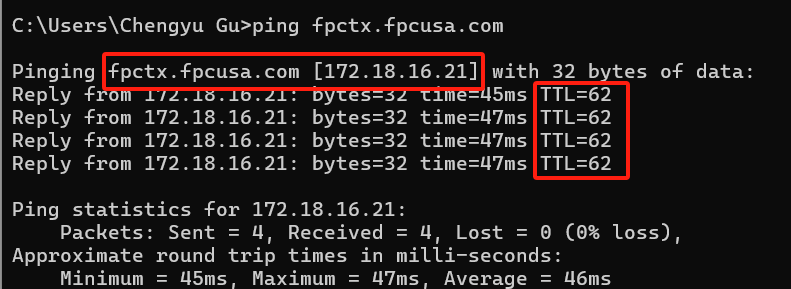 C:\Users\Chengyu Gu>ping fpctx.fpcusa.com
Pinging fpctx.fpcusa.com [172.18.16.21] with 32 bytes of data:
Reply from 172.18.16.21: bytes=32 time=45ms TTL=62
Reply from 172.18.16.21: bytes=32 time=47ms TTL=62
Reply from 172.18.16.21: bytes=32 time=47ms TTL=62
Reply from 172.18.16.21: bytes=32 time=47ms TTL=62
Ping statistics for 172.18.16.21:
Packets: Sent = 4, Received = 4, Lost = 0 (0% loss),
Approximate round trip times in milli-seconds:
Minimum = 45ms, Maximum = 47ms, Average = 46ms